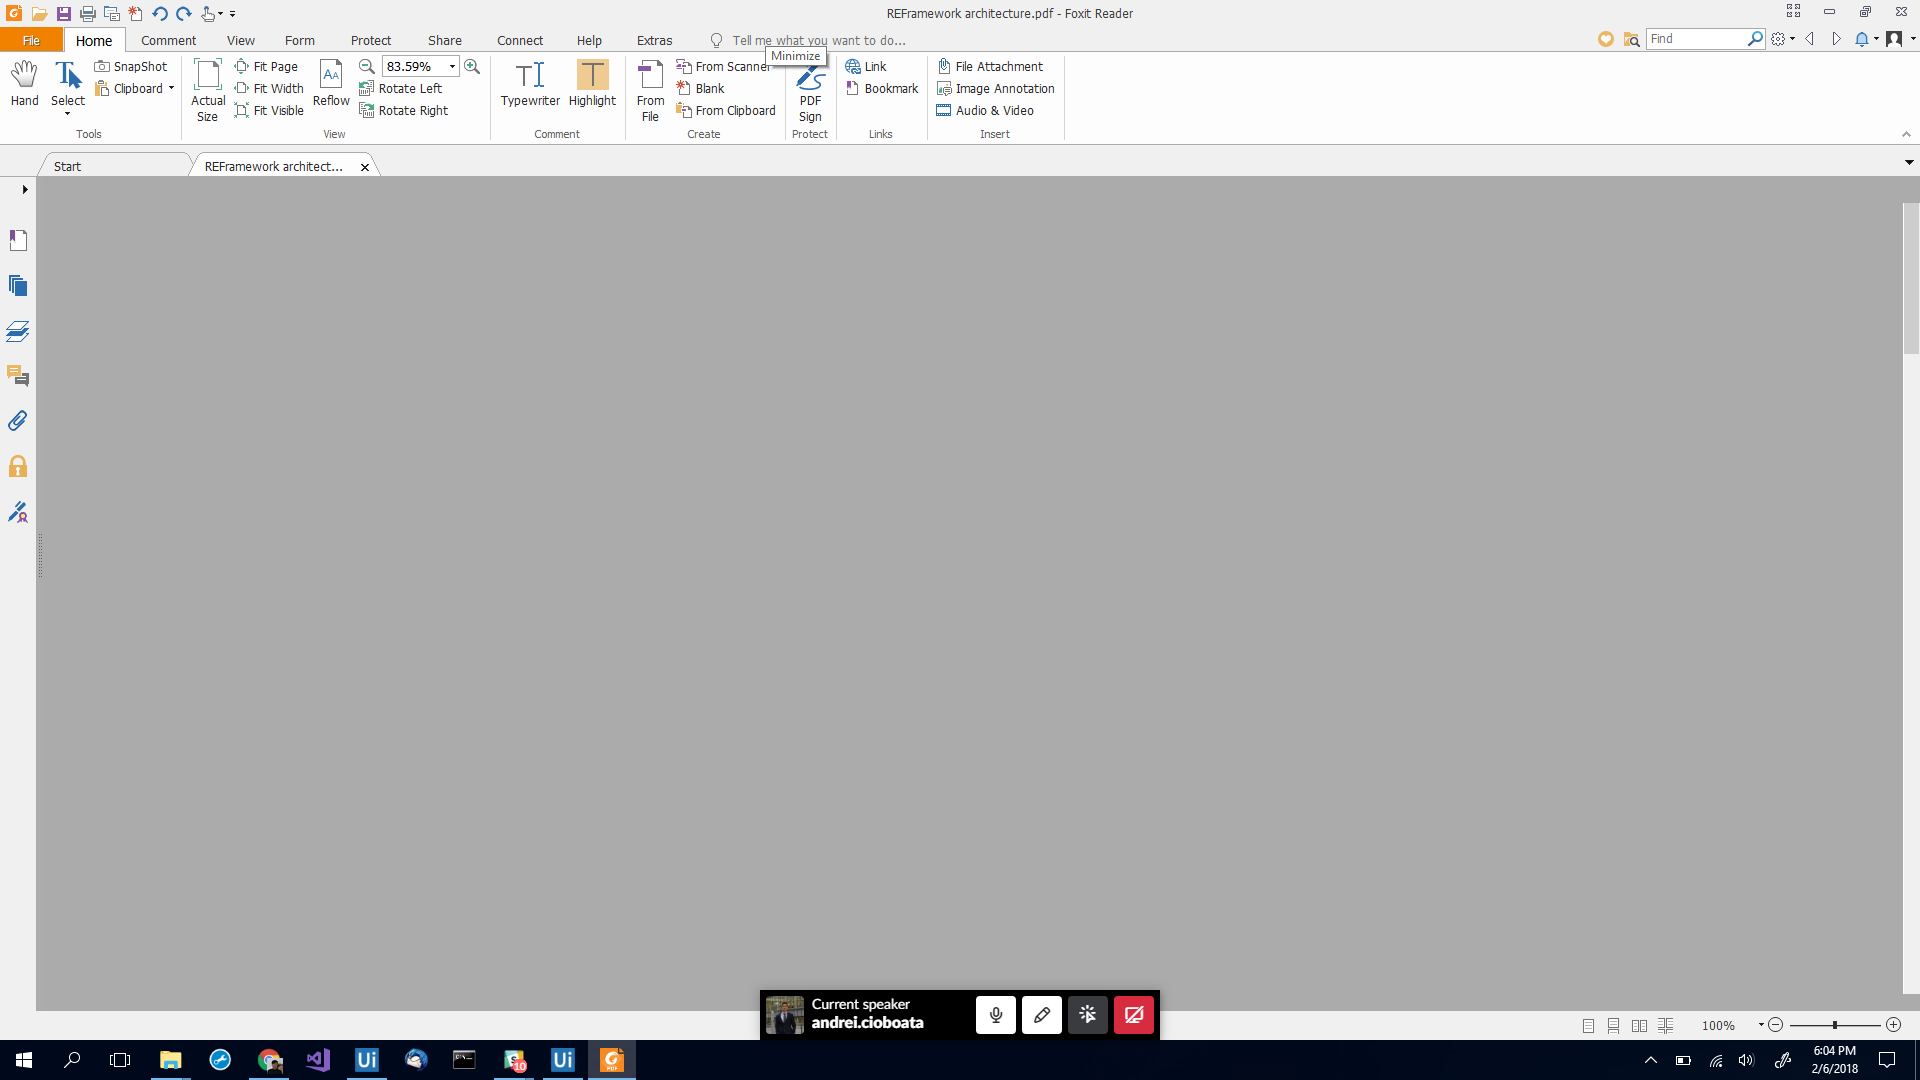 REFramework architecture.pdf - Foxit Reader
File
Home
Comment
View
Form
Protect
Share
Connect
Help
Extras
Tell me what you want to do...
Find
Minimize
Hand
Select
SnapShot
Clipboard
Tools
Actual
Size
Fit Page
Fit Width
Fit Visible
Reflow
83.59%
Rotate Left
Rotate Right
View
Typewriter
Highlight
Comment
From
File
From Scanner
Blank
From Clipboard
Create
PDF
Sign
Protect
Link
Bookmark
Links
File Attachment
Image Annotation
Audio & Video
Insert
Start
REFramework architect...
Current speaker
andrei.cioboata
100%
Ui
10
Ui
PDF
6:04 PM
2/6/2018